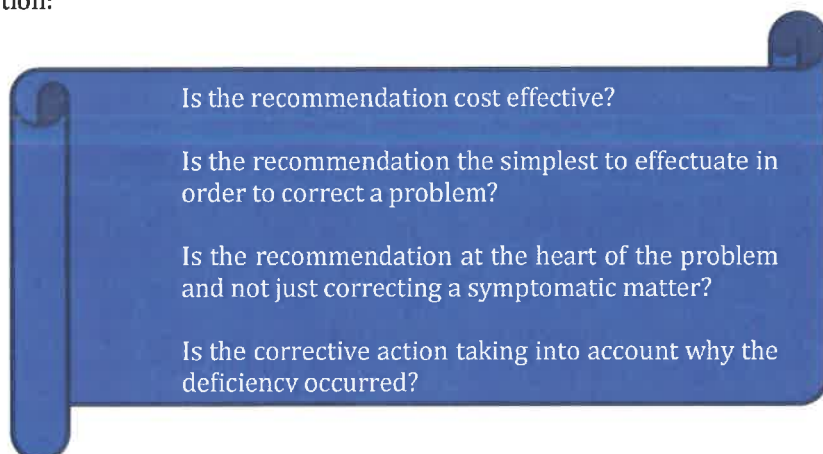 tion:
Is the recommendation cost effective?
Is the recommendation the simplest to effectuate in
order to correct a problem?
Is the recommendation at the heart of the problem
and not just correcting a symptomatic matter?
Is the corrective action taking into account why the
deficiency occurred?